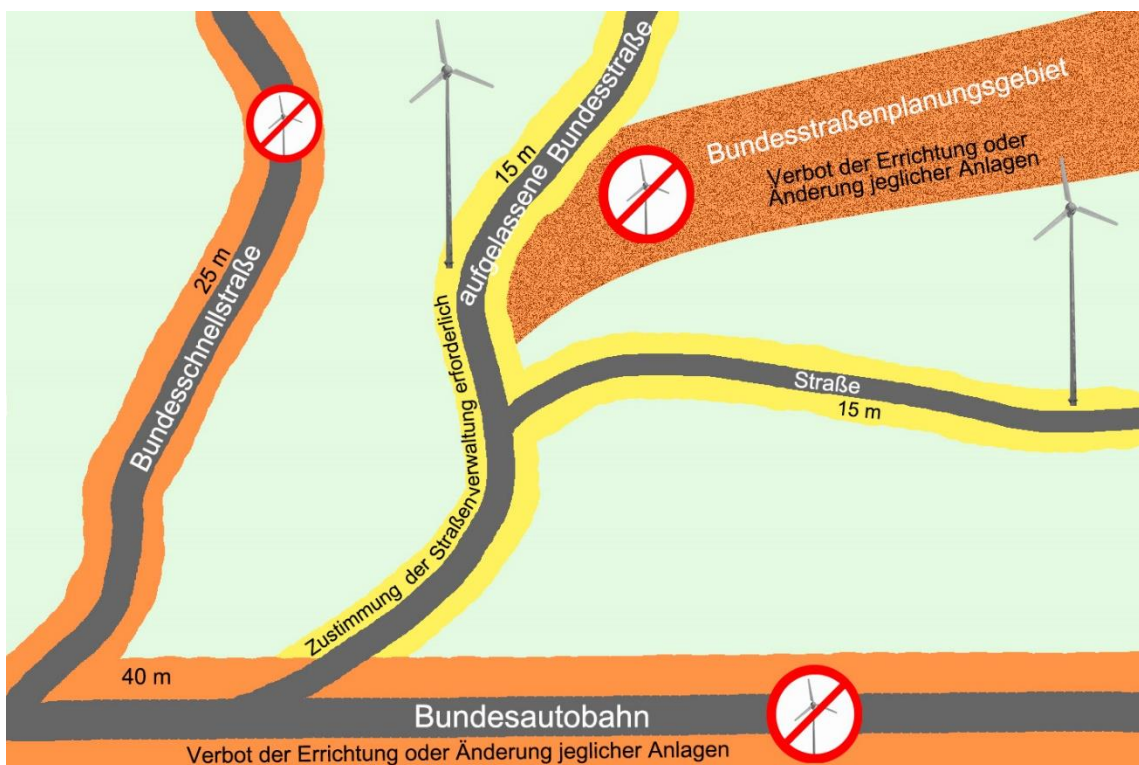 Bundesstraßenplanungsgebiet
Verbot der Errichtung oder
Änderung jeglicher Anlagen
15 m
aufgelassene Bundesstraße
25 m
Bundesschnellstraße
Zustimmung der Straßenverwaltung erforderlich
Straße
15 m
40 m
Bundesautobahn
Verbot der Errichtung oder Änderung jeglicher Anlagen